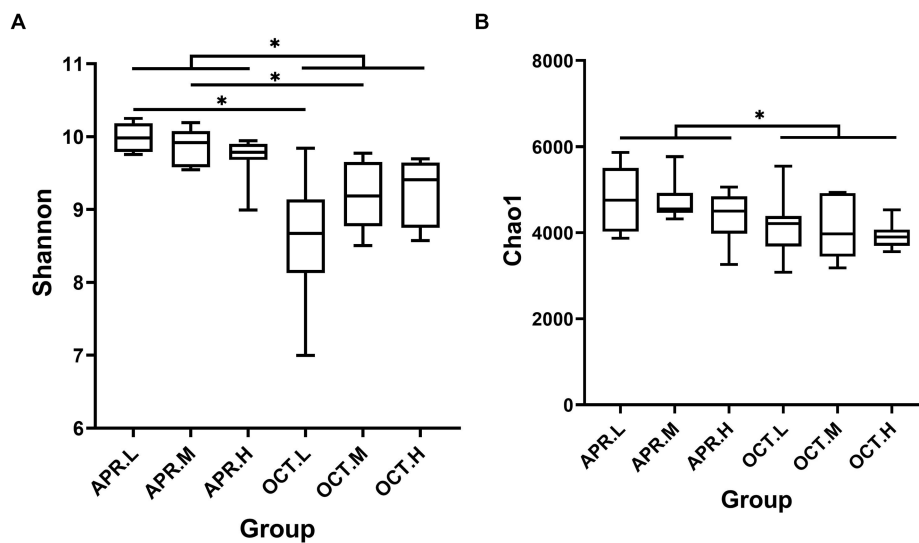 A
Shannon
11
10
9
8
7
6
*
*
*
APR.L
APR.M
APR.H
OCT.L
OCT.M
OCT.H
Group
B
Chao1
8000
6000
4000
2000
0
*
APR.L
APR.M
APR.H
OCT.L
OCT.M
OCT.H
Group